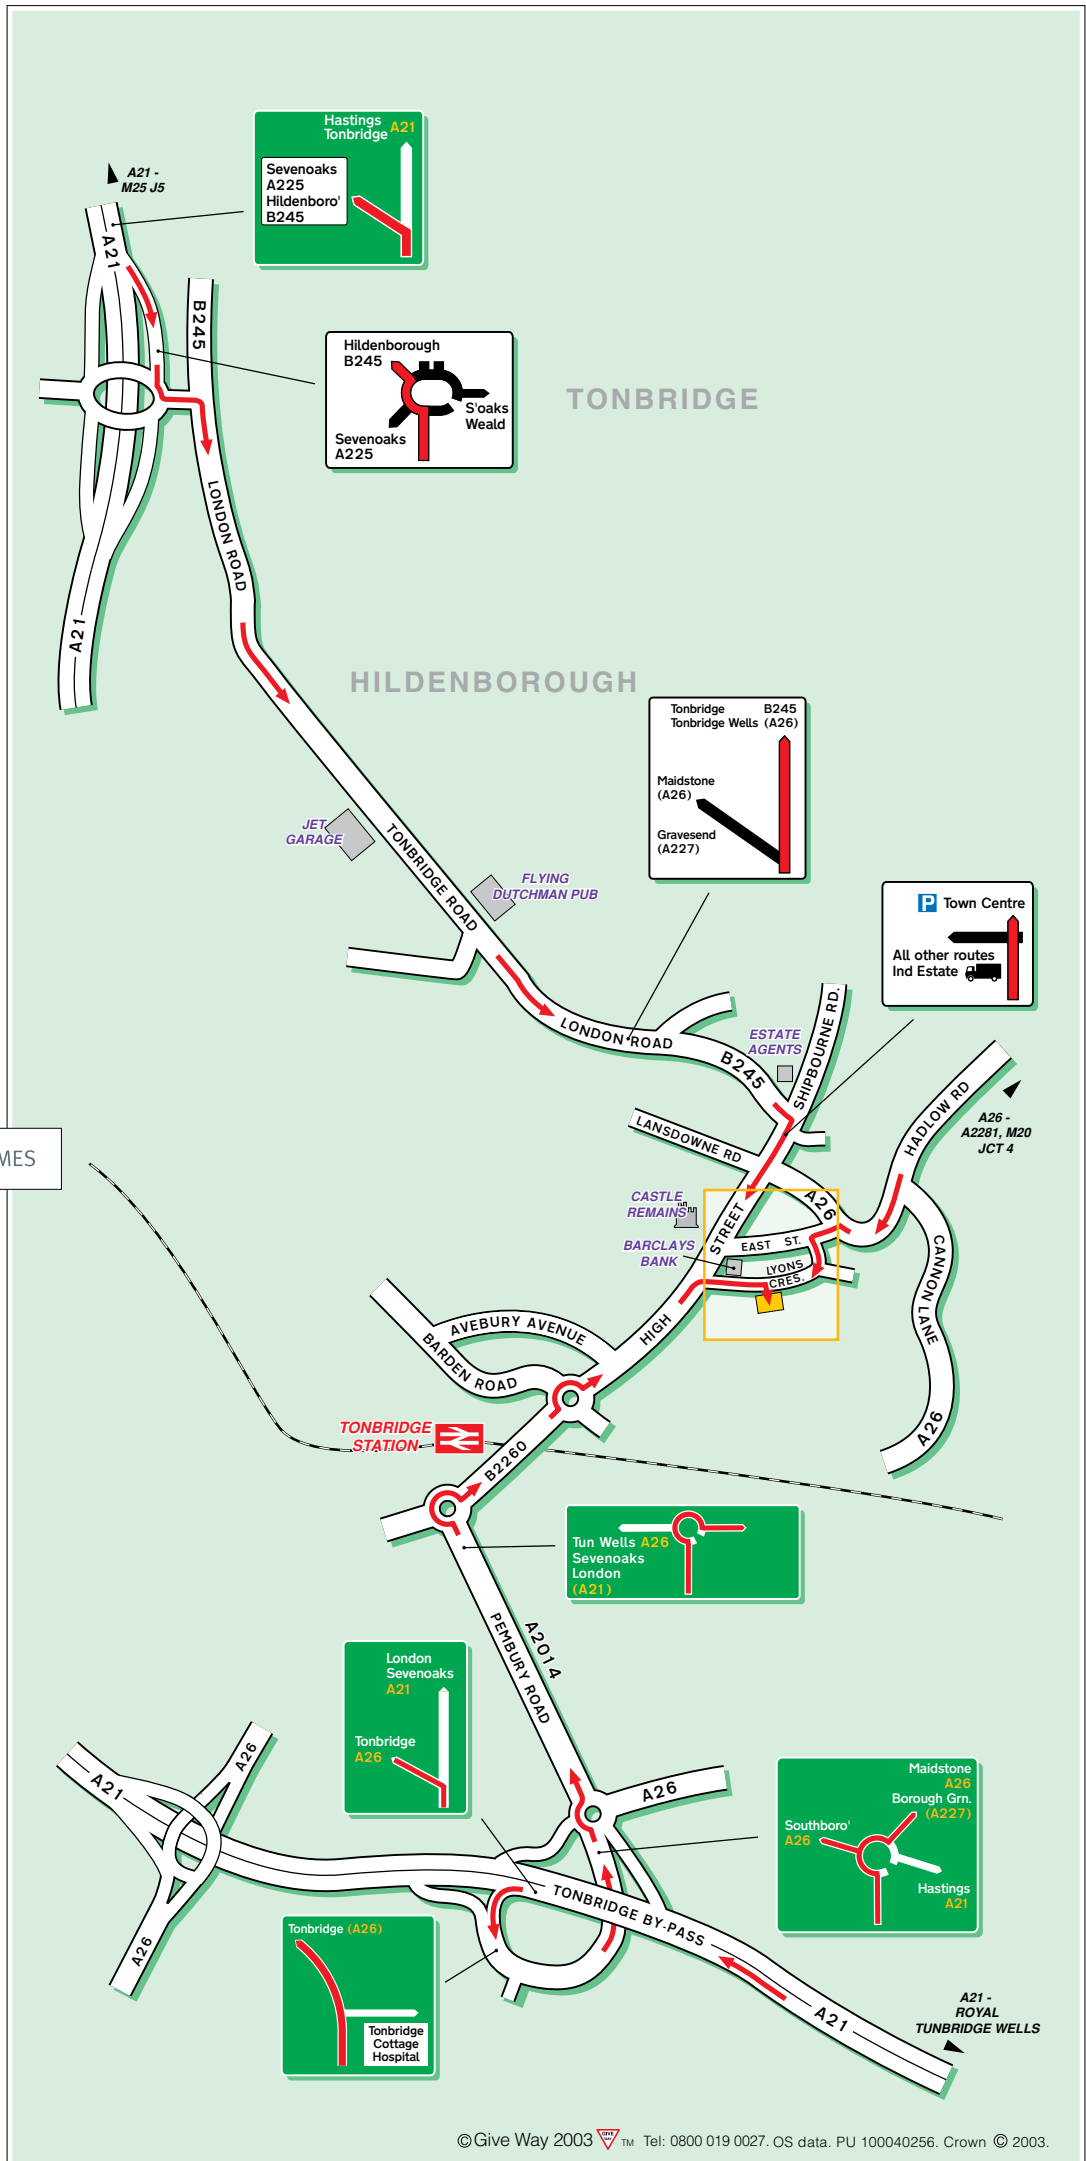 Hastings
Tonbridge A21
Sevenoaks
A225
Hildenboro'
B245
A21 -
M25 J5
A21
B245
Hildenborough
B245
S'oaks
Weald
Sevenoaks
A225
TONBRIDGE
LONDON ROAD
A21
HILDENBOROUGH
Tonbridge B245
Tonbridge Wells (A26)
Maidstone
(A26)
Gravesend
(A227)
JET
GARAGE
TONBRIDGE ROAD
FLYING
DUTCHMAN PUB
P Town Centre
All other routes
Ind Estate
LONDON ROAD
B245
ESTATE
AGENTS
SHIPBOURNE RD.
HADLOW RD
A26 -
A2281, M20
JCT 4
LANSDOWNE RD
MES
CASTLE
REMAINS
A26
BARCLAYS
BANK
HIGH STREET
EAST ST.
LYONS
CRES.
CANNON LANE
A26
AVEBURY AVENUE
BARDEN ROAD
TONBRIDGE
STATION
B2260
Tun Wells A26
Sevenoaks
London
(A21)
PEMBURY ROAD
A2014
London
Sevenoaks
A21
Tonbridge
A26
A21
A26
A26
A26
Maidstone
A26
Borough Grn.
(A227)
Southboro'
A26
Hastings
A21
TONBRIDGE BY-PASS
Tonbridge (A26)
Tonbridge
Cottage
Hospital
A21
A21 -
ROYAL
TUNBRIDGE WELLS
© Give Way 2003 GIVE WAY TM Tel: 0800 019 0027. OS data. PU 100040256. Crown © 2003.